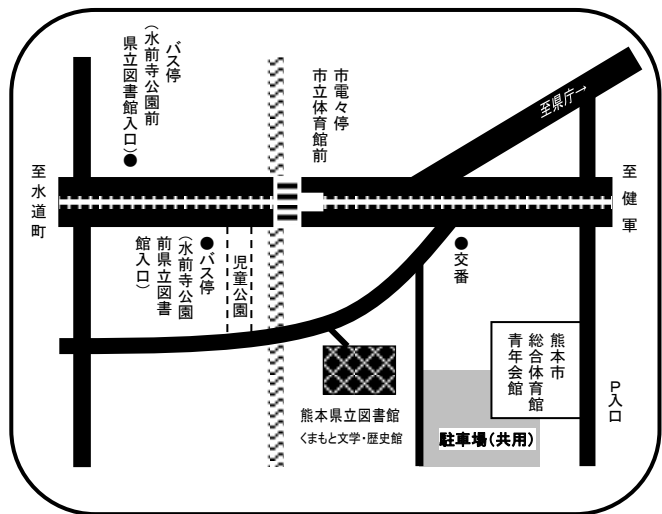 バス停
(水前寺公園前
県立図書館入口)●
市電々停
市立体育館前
至県庁→
至水道町
至健軍
●バス停
(水前寺公園
前県立図書
館入口)
児童公園
●交番
熊本市
総合体育館
青年会館
P入口
熊本県立図書館
くまもと文学・歴史館
駐車場(共用)